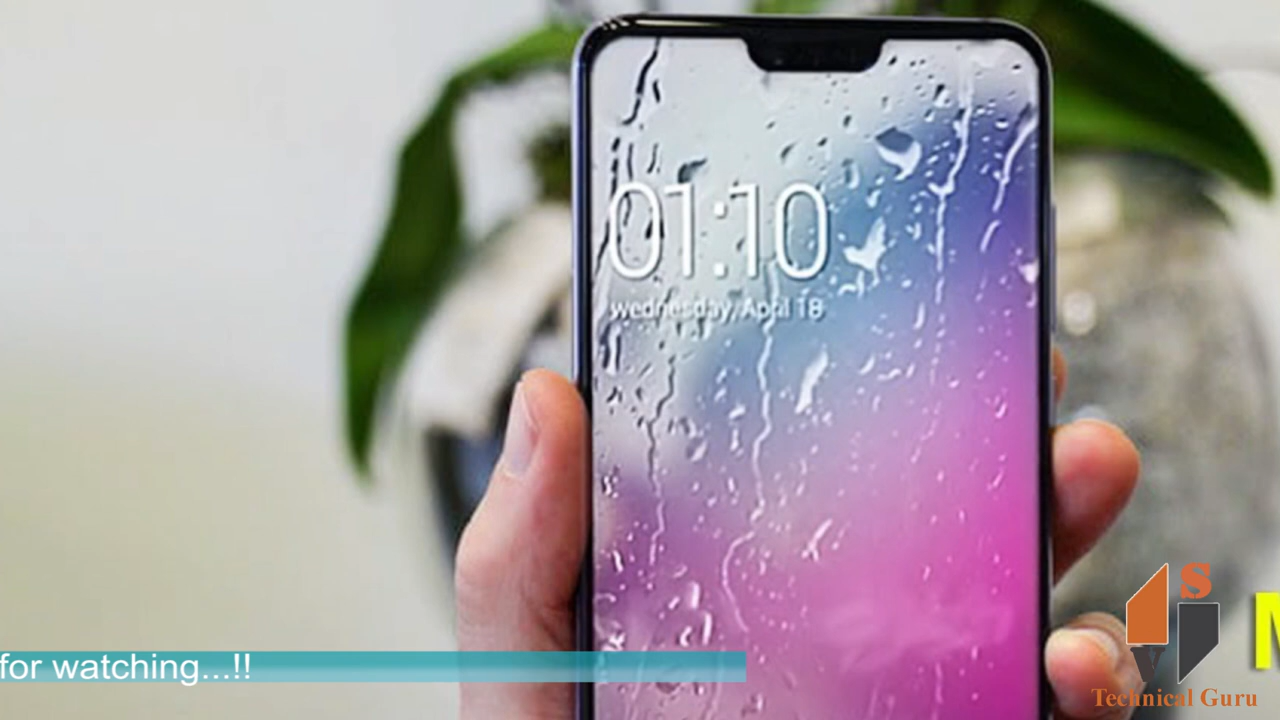 01:10
wednesday, April 18
for watching...!!
S
V
Technical Guru
M